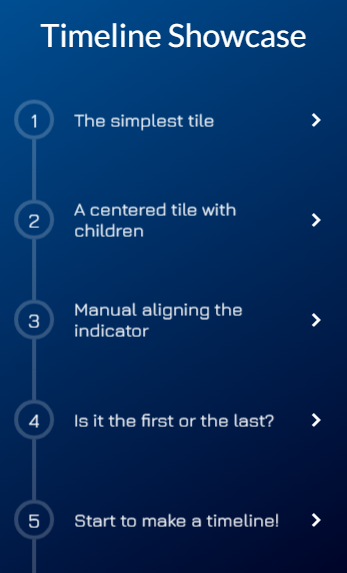 Timeline Showcase
1
The simplest tile
2
A centered tile with
children
3
Manual aligning the
indicator
4
Is it the first or the last?
5
Start to make a timeline!